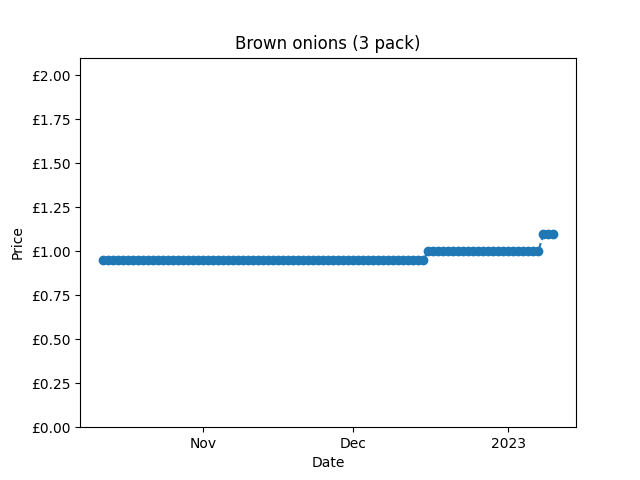 Brown onions (3 pack)
£2.00
£1.75
£1.50
£1.25
£1.00
£0.75
£0.50
£0.25
£0.00
Price
Nov Dec 2023
Date